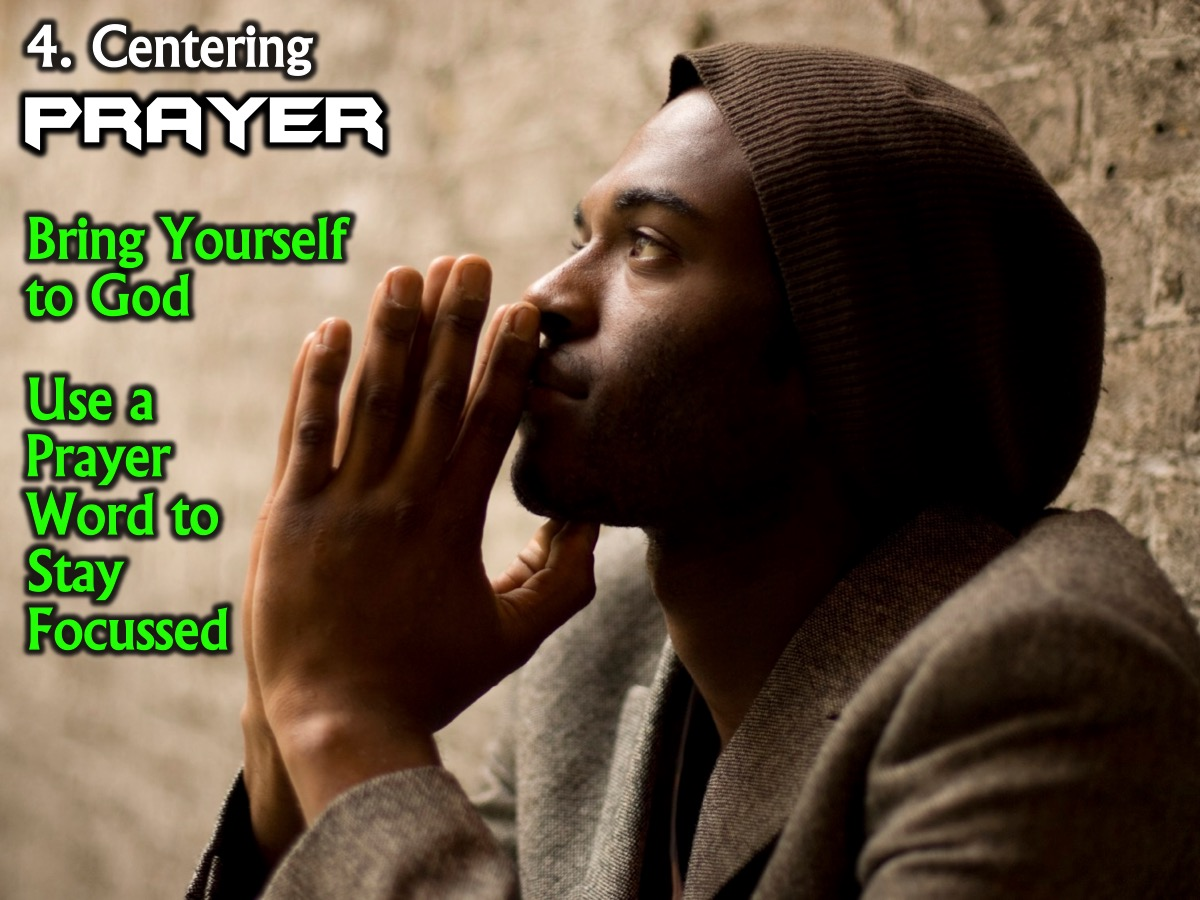 4. Centering
PRAYER
Bring Yourself
to God
Use a
Prayer
Word to
Stay
Focussed